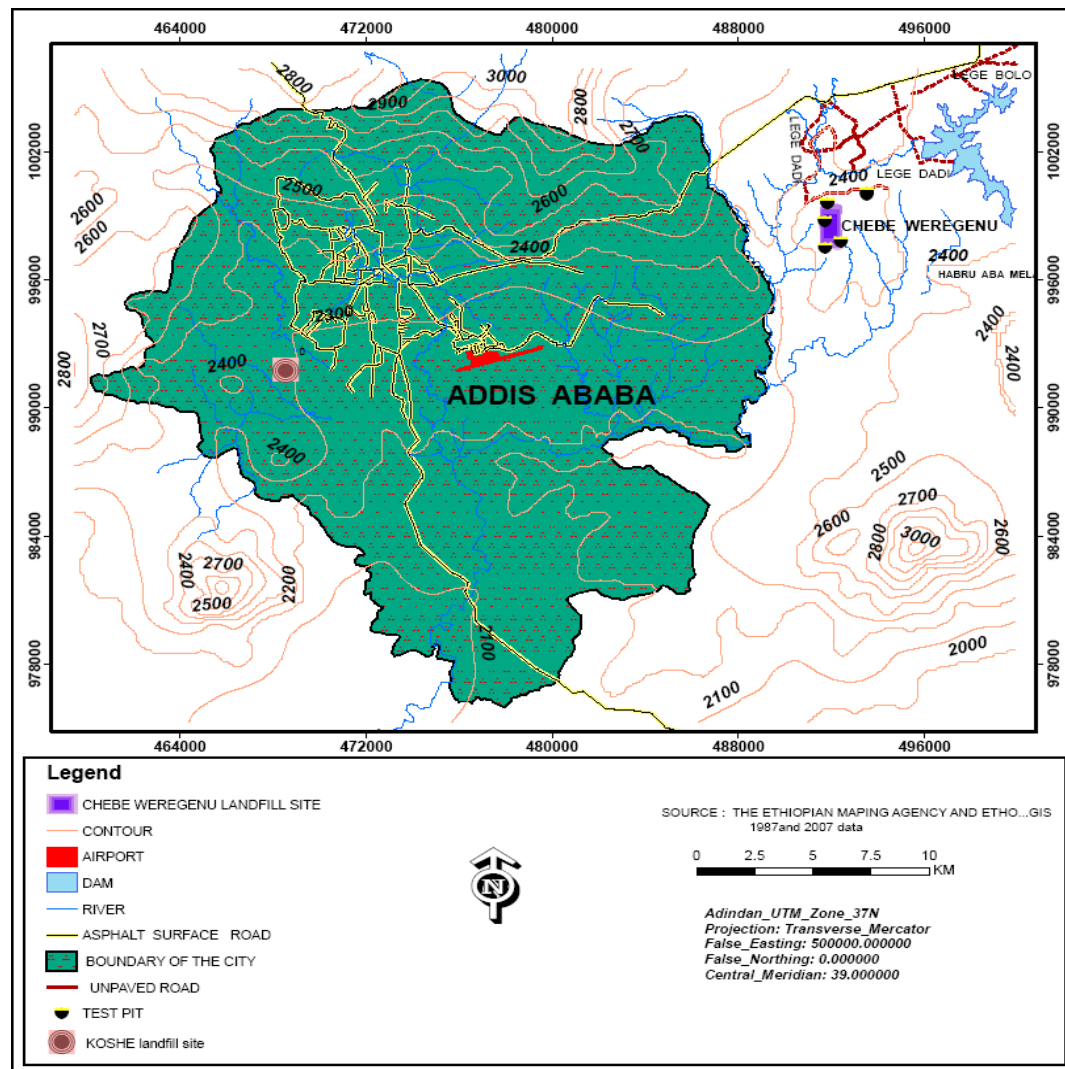 464000 472000 480000 488000 496000
2800
3000
LEGE BOLO
2900
2800
2700
1002000
1002000
LEGE DADI
LEGE DADI
2400
2500
2600
2600
2600
2400
CHEBE WEREGENU
2400
HABRU ABA MELA
996000
996000
2300
2400
2700
2800
2400
2400
ADDIS ABABA
990000
990000
2400
2500
2700
2600
2800
3000
2600
984000
984000
2400
2700
2500
2200
2100
2000
2100
978000
978000
464000 472000 480000 488000 496000
Legend
CHEBE WEREGENU LANDFILL SITE
CONTOUR
AIRPORT
DAM
RIVER
ASPHALT SURFACE ROAD
BOUNDARY OF THE CITY
UNPAVED ROAD
TEST PIT
KOSHE landfill site
N
SOURCE : THE ETHIOPIAN MAPING AGENCY AND ETHO...GIS
1987and 2007 data
0 2.5 5 7.5 10
KM
Adindan_UTM_Zone_37N
Projection: Transverse_Mercator
False_Easting: 500000.000000
False_Northing: 0.000000
Central_Meridian: 39.000000